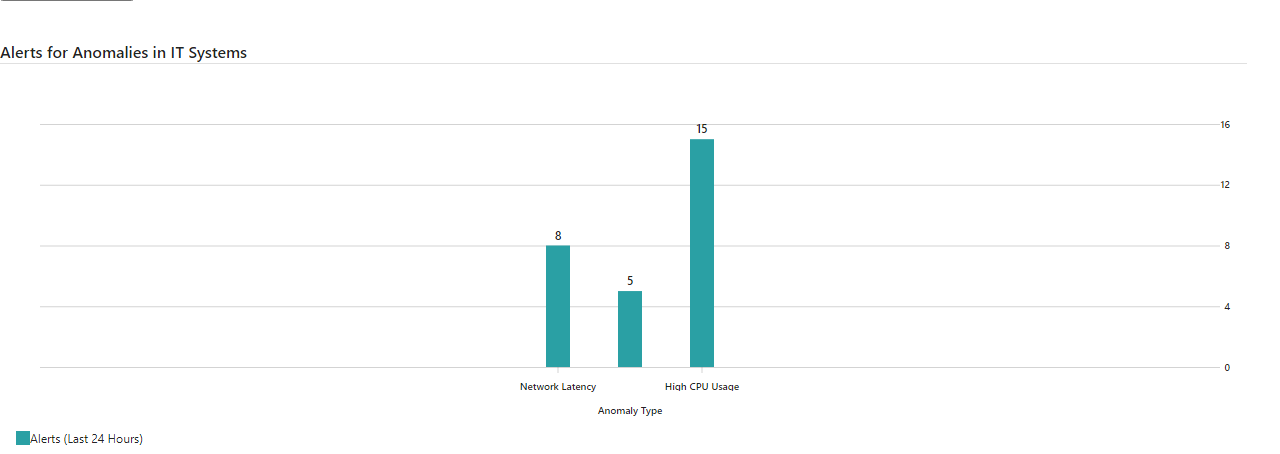 Alerts for Anomalies in IT Systems
15
16
12
8
8
5
4
0
Network Latency
High CPU Usage
Anomaly Type
Alerts (Last 24 Hours)